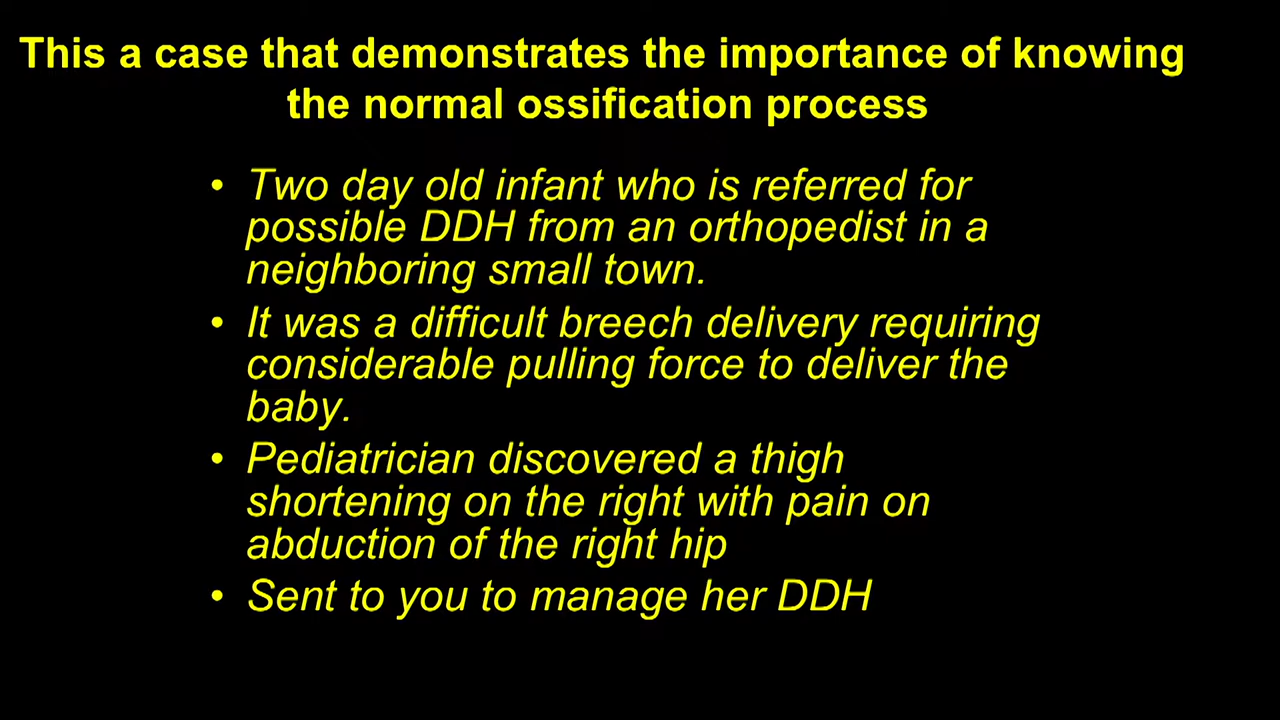 This a case that demonstrates the importance of knowing
the normal ossification process
• Two day old infant who is referred for
possible DDH from an orthopedist in a
neighboring small town.
• It was a difficult breech delivery requiring
considerable pulling force to deliver the
baby.
• Pediatrician discovered a thigh
shortening on the right with pain on
abduction of the right hip
• Sent to you to manage her DDH